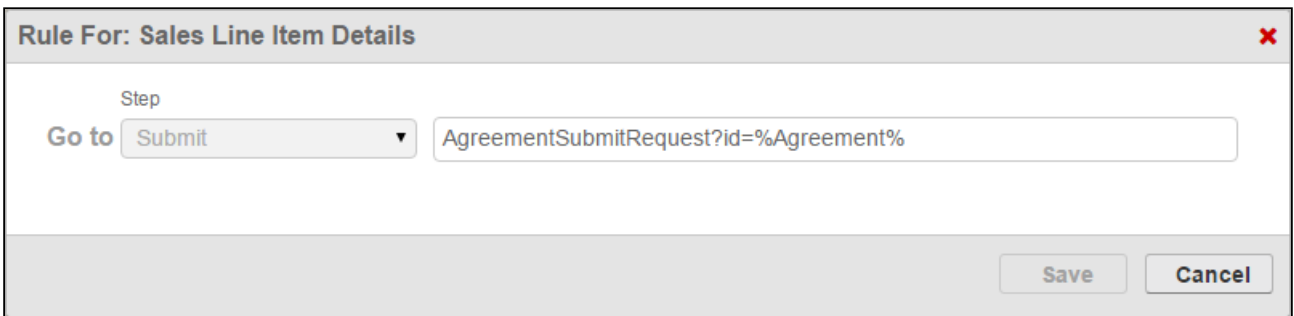 Rule For: Sales Line Item Details
Step
Go to Submit AgreementSubmitRequest?id=%Agreement%
Save Cancel